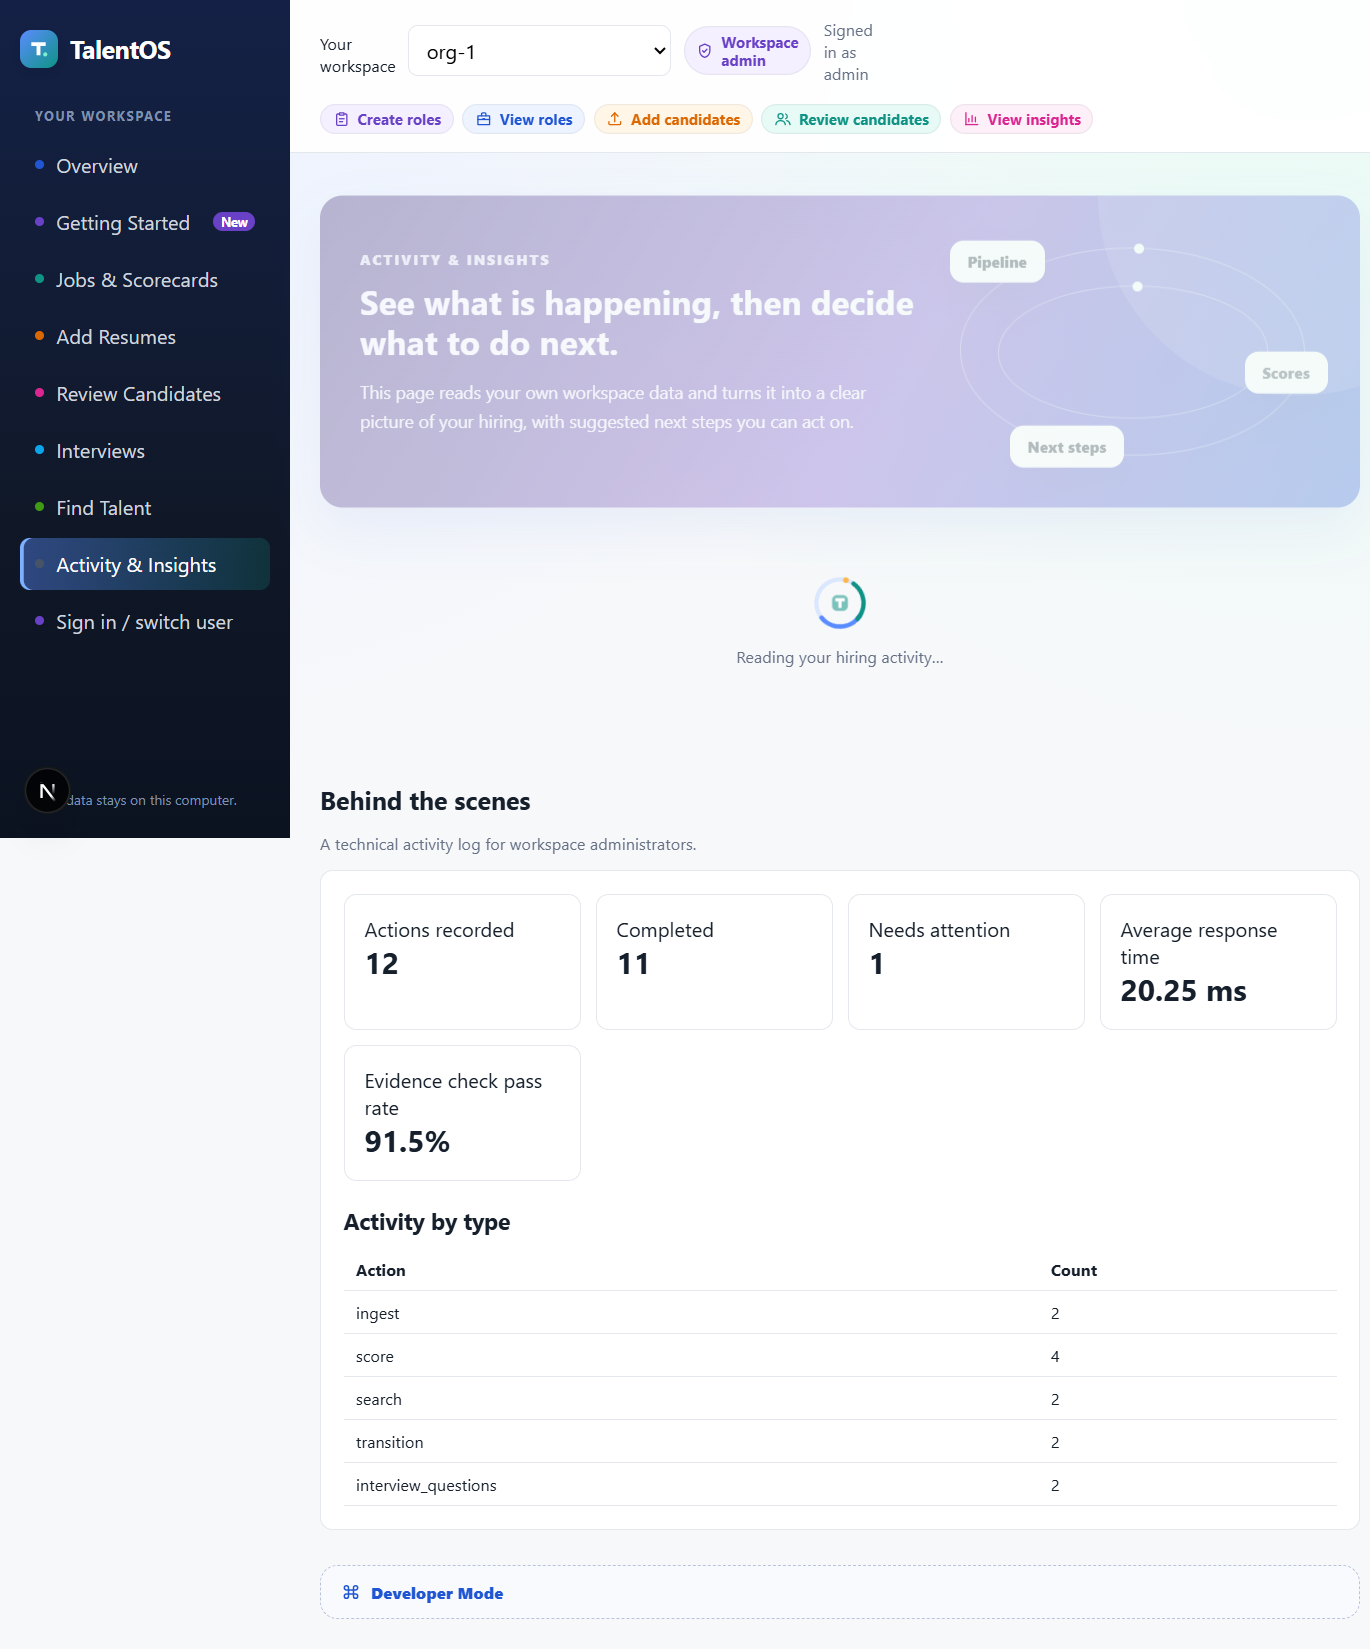 T.
TalentOS
YOUR WORKSPACE
Overview
Getting Started New
Jobs & Scorecards
Add Resumes
Review Candidates
Interviews
Find Talent
Activity & Insights
Sign in / switch user
N
data stays on this computer.
Your workspace
org-1
Workspace admin
Signed in as admin
Create roles
View roles
Add candidates
Review candidates
View insights
ACTIVITY & INSIGHTS
See what is happening, then decide
what to do next.
This page reads your own workspace data and turns it into a clear
picture of your hiring, with suggested next steps you can act on.
Pipeline
Scores
Next steps
T
Reading your hiring activity...
Behind the scenes
A technical activity log for workspace administrators.
Actions recorded
12
Completed
11
Needs attention
1
Average response
time
20.25 ms
Evidence check pass
rate
91.5%
Activity by type
Action Count
ingest 2
score 4
search 2
transition 2
interview_questions 2
Developer Mode